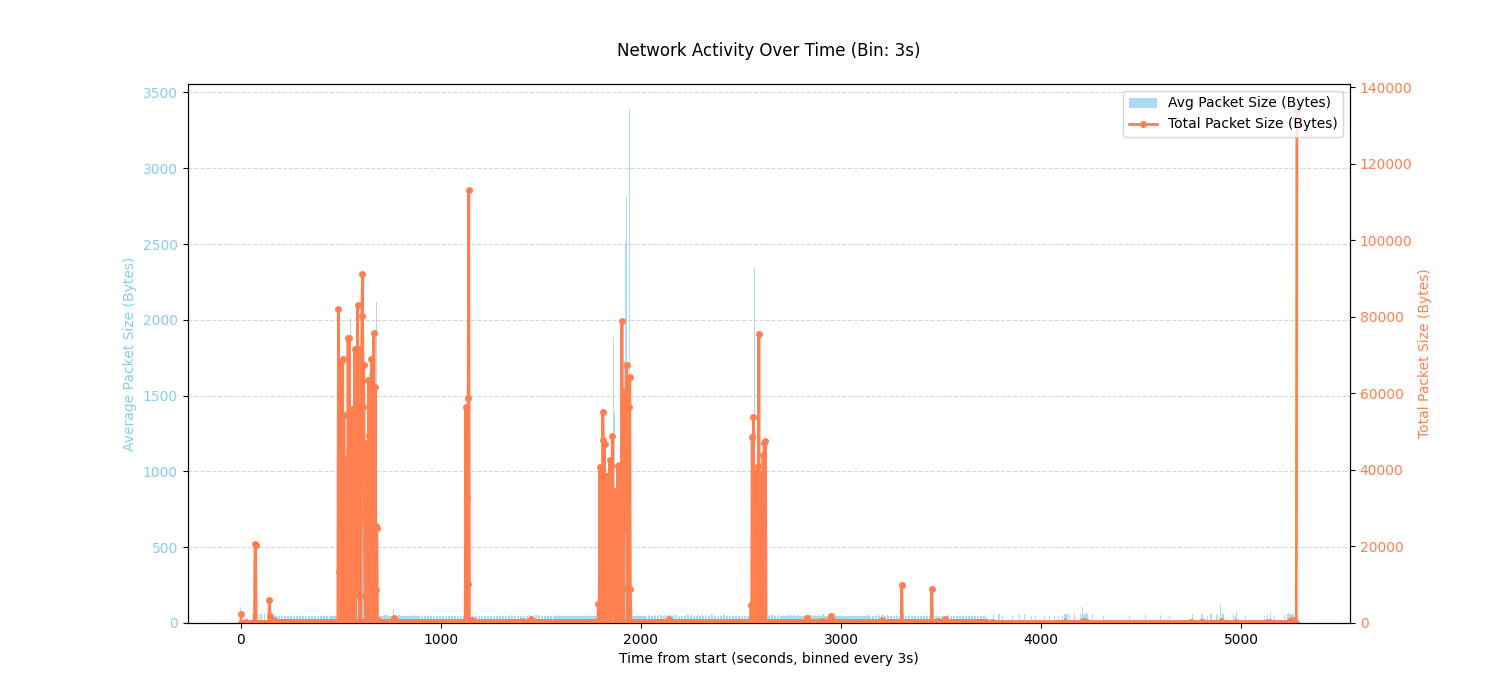 Network Activity Over Time (Bin: 3s)
Avg Packet Size (Bytes)
Total Packet Size (Bytes)
Average Packet Size (Bytes)
3500
3000
2500
2000
1500
1000
500
0
Total Packet Size (Bytes)
140000
120000
100000
80000
60000
40000
20000
0
0 1000 2000 3000 4000 5000
Time from start (seconds, binned every 3s)